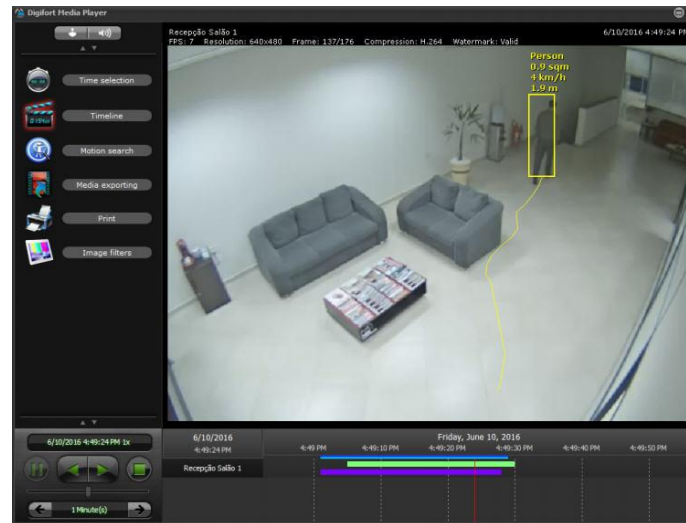 Digifort Media Player
Recepção Salão 1
6/10/2016 4:49:24 PM
FPS: 7 Resolution: 640x480 Frame: 137/176 Compression: H.264 Watermark: Valid
Person
0.9 sqm
4 km/h
1.9 m
Time selection
Timeline
Motion search
Media exporting
Print
Image filters
6/10/2016 4:49:24 PM 1x
1 Minute(s)
6/10/2016
4:49:24 PM
Friday, June 10, 2016
4:49 PM 4:49:10 PM 4:49:20 PM 4:49:30 PM 4:49:40 PM 4:49:50 PM
Recepção Salão 1